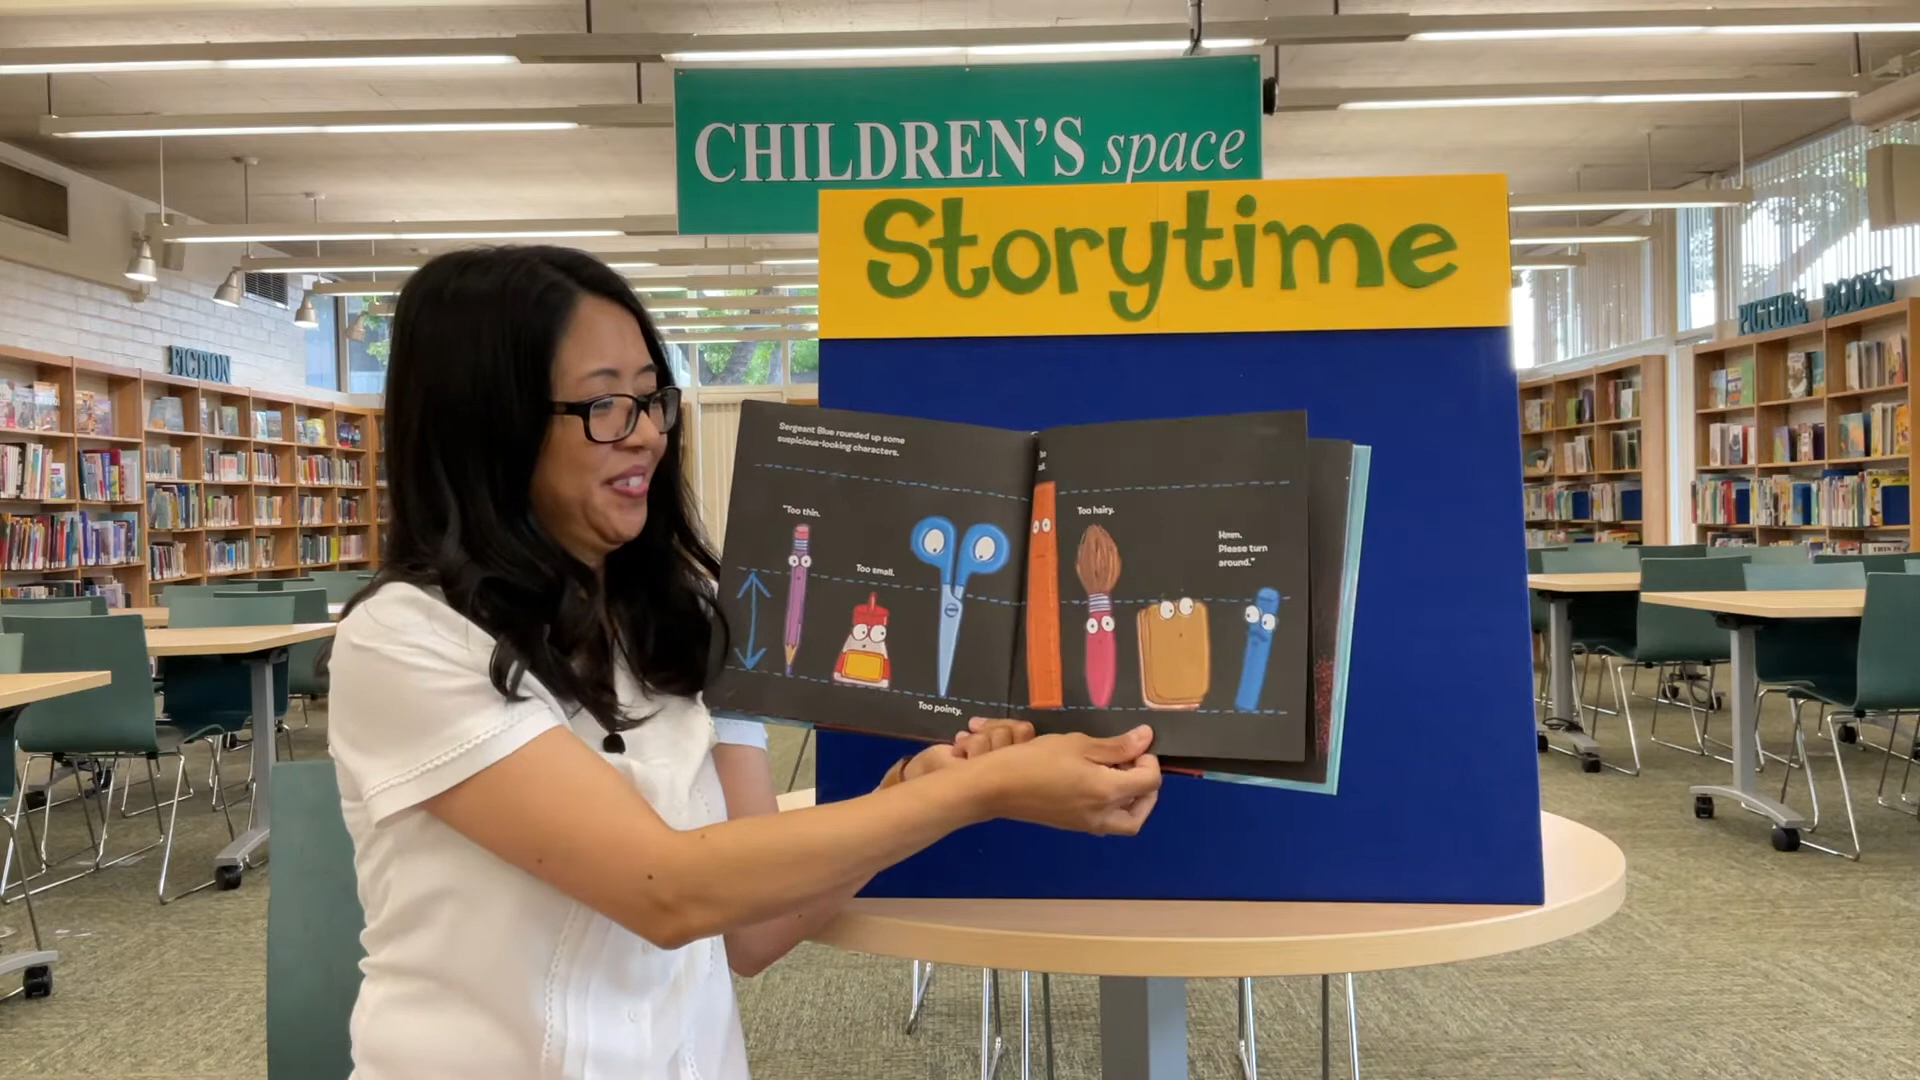 CHILDREN'S space
Storytime
FICTION
PICTURE BOOKS
Sergeant Blue rounded up some
suspicious-looking characters.
"Too thin.
Too small.
Too pointy.
Too hairy.
Hmm.
Please turn
around."